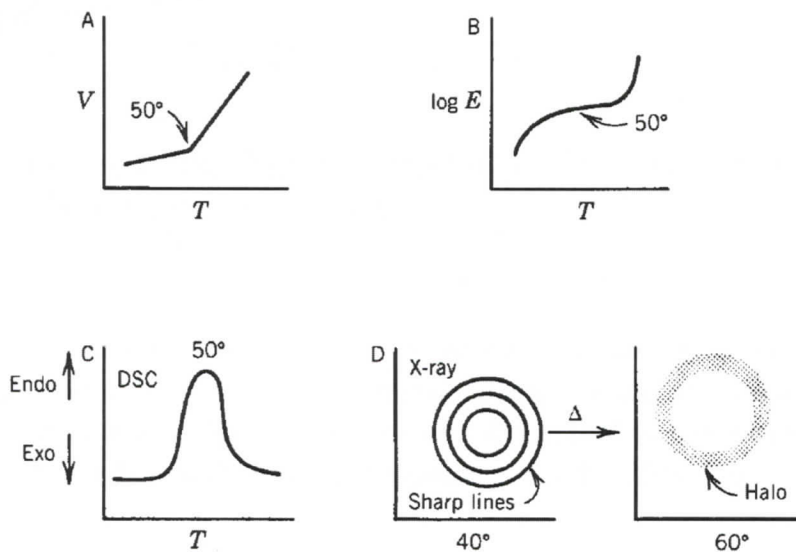 A
V
50°
T
B
log E
50°
T
C
50°
Endo
DSC
Exo
T
D
X-ray
Δ
Sharp lines
Halo
40°
60°